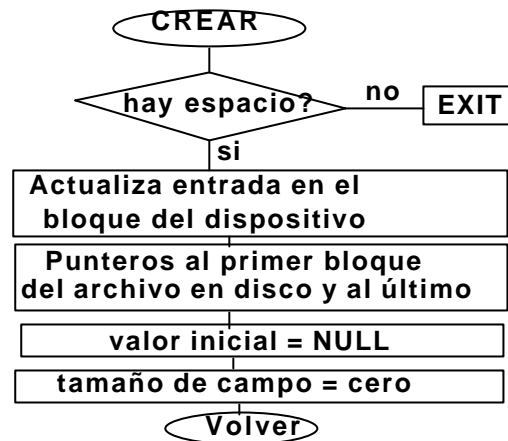 CREAR
hay espacio?
no
EXIT
si
Actualiza entrada en el
bloque del dispositivo
Punteros al primer bloque
del archivo en disco y al último
valor inicial = NULL
tamaño de campo = cero
Volver